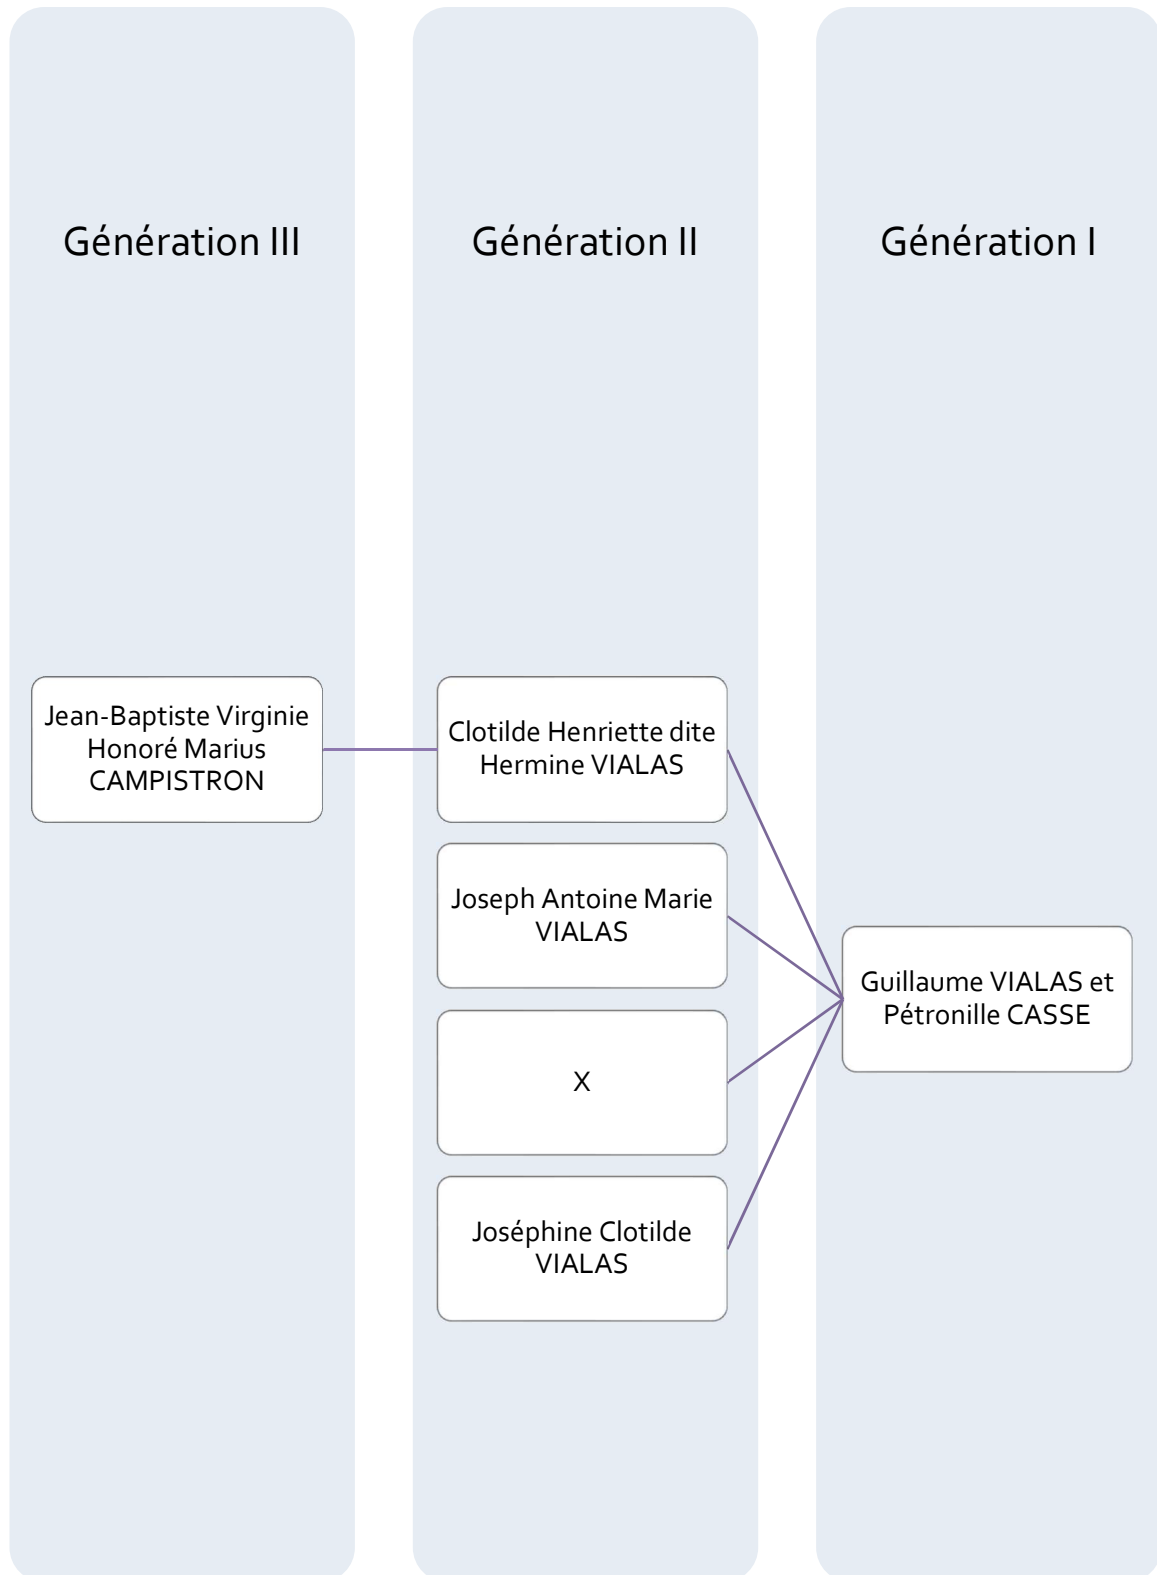 Génération III
Génération II
Génération I
Jean-Baptiste Virginie
Honoré Marius
CAMPISTRON
Clotilde Henriette dite
Hermine VIALAS
Joseph Antoine Marie
VIALAS
X
Joséphine Clotilde
VIALAS
Guillaume VIALAS et
Pétronille CASSE